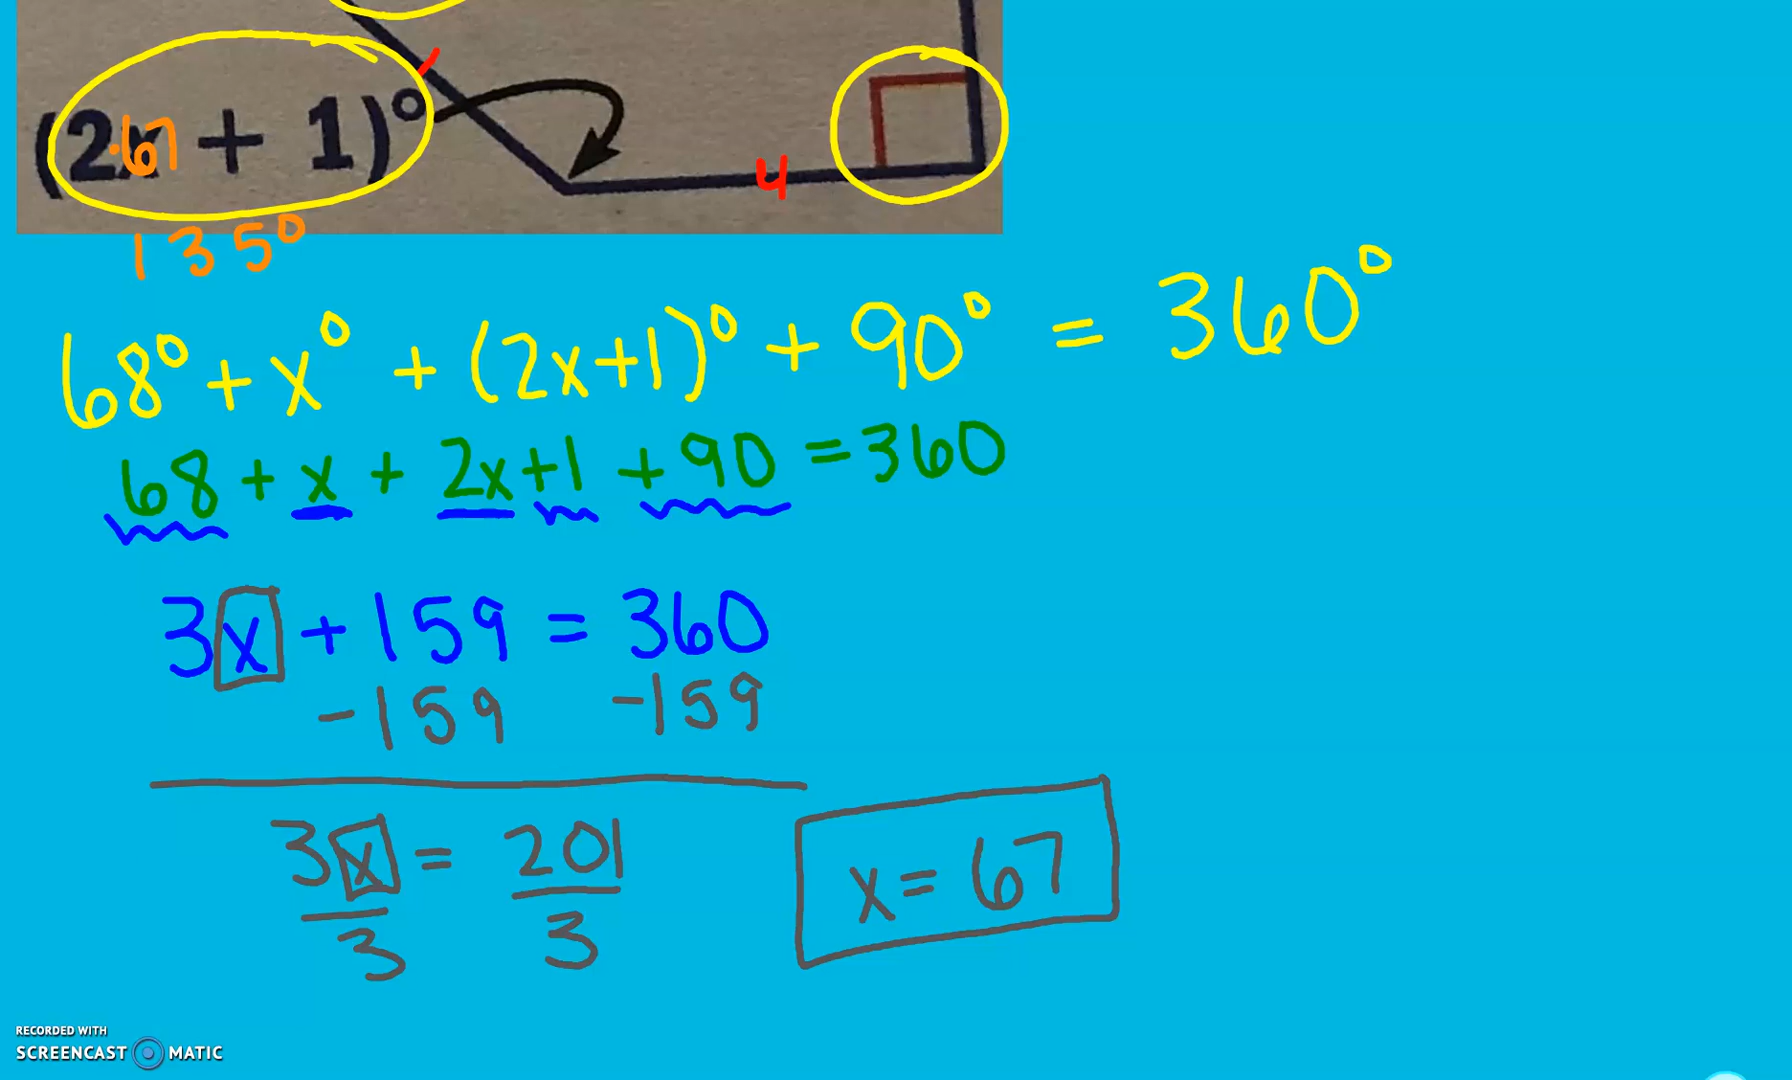 (2x + 1)°
·67
4
135°
68° + x° + (2x+1)° + 90° = 360°
68 + x + 2x + 1 + 90 = 360
3x + 159 = 360
-159 -159
3x = 201
3 3
x = 67
RECORDED WITH
SCREENCAST MATIC